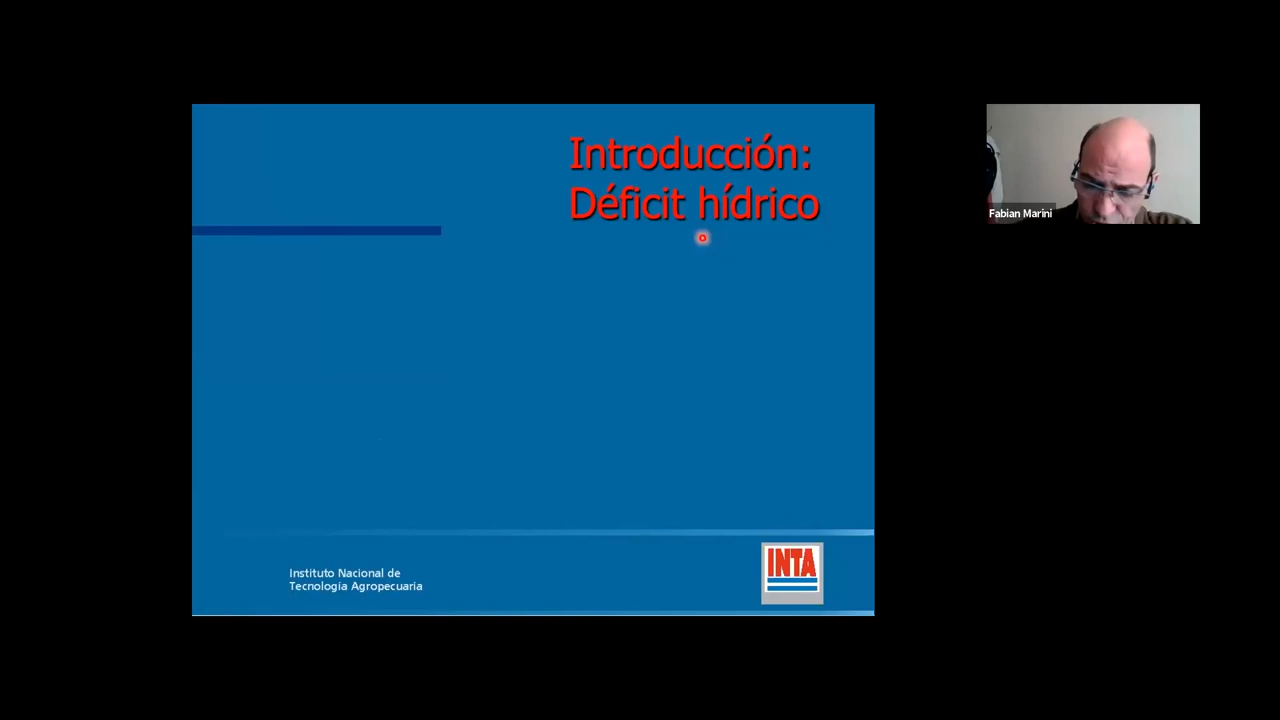 Introducción:
Déficit hídrico
Fabian Marini
Instituto Nacional de
Tecnología Agropecuaria
INTA